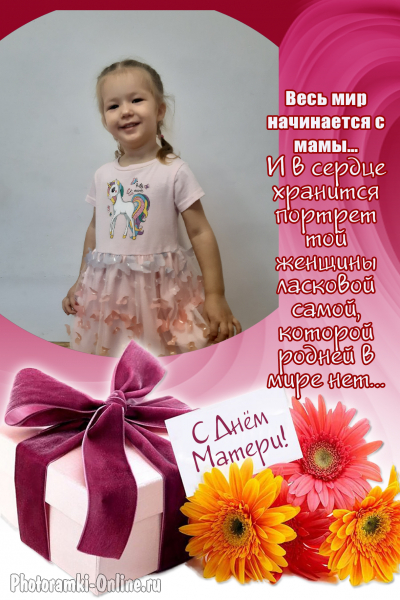 Весь мир
начинается с
мамы...
И в сердце
хранится
портрет
той
женщины
ласковой
самой,
которой
родней в
мире нет...
С Днём
Матери!
Photoramki-Online.ru